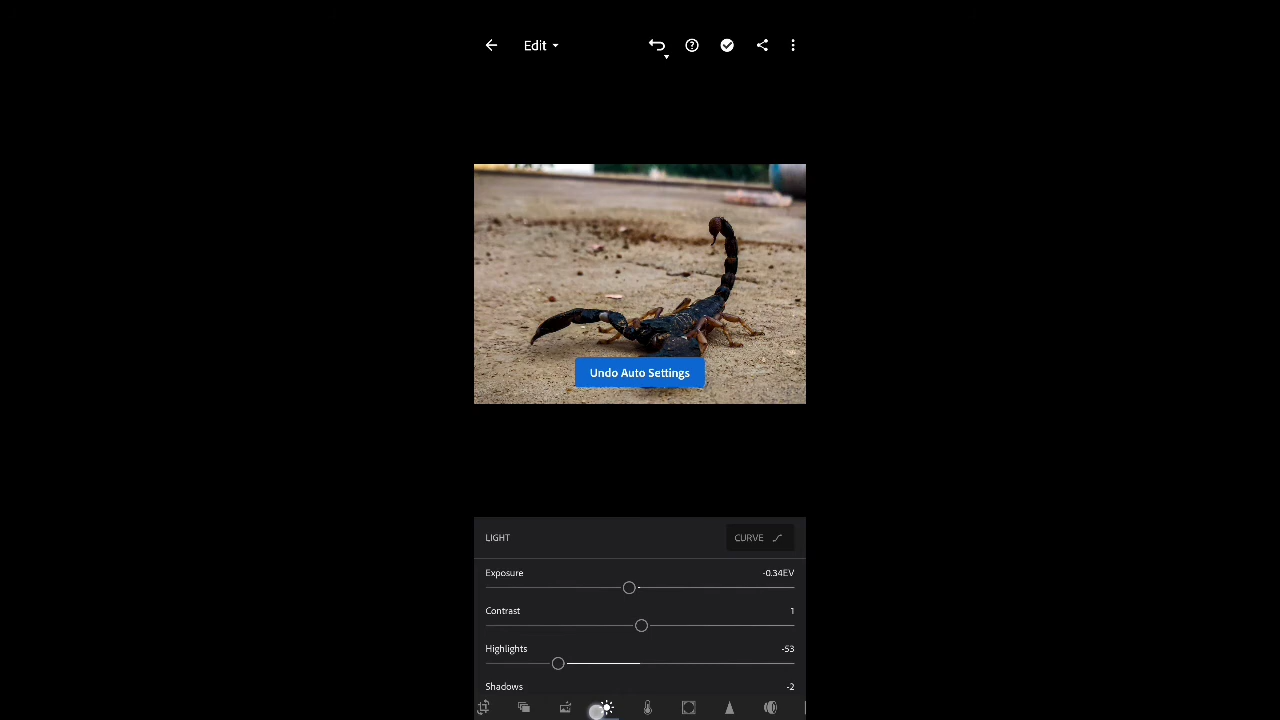 Edit
Undo Auto Settings
LIGHT
CURVE
Exposure
-0.34EV
Contrast
1
Highlights
-53
Shadows
-2